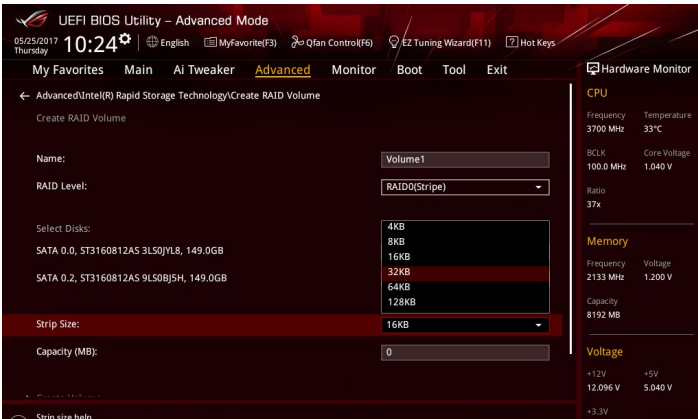 UEFI BIOS Utility – Advanced Mode
05/25/2017 Thursday 10:24 English MyFavorite(F3) Qfan Control(F6) EZ Tuning Wizard(F11) ? Hot Keys
My Favorites Main Ai Tweaker Advanced Monitor Boot Tool Exit
← Advanced\Intel(R) Rapid Storage Technology\Create RAID Volume
Create RAID Volume
Name: Volume1
RAID Level: RAID0(Stripe)
Select Disks:
SATA 0.0, ST3160812AS 3LS0JYL8, 149.0GB
SATA 0.2, ST3160812AS 9LS0BJ5H, 149.0GB
4KB
8KB
16KB
32KB
64KB
128KB
Strip Size: 16KB
Capacity (MB): 0
> Create Volume
Strip size help
Hardware Monitor
CPU
Frequency Temperature
3700 MHz 33°C
BCLK Core Voltage
100.0 MHz 1.040 V
Ratio
37x
Memory
Frequency Voltage
2133 MHz 1.200 V
Capacity
8192 MB
Voltage
+12V +5V
12.096 V 5.040 V
+3.3V